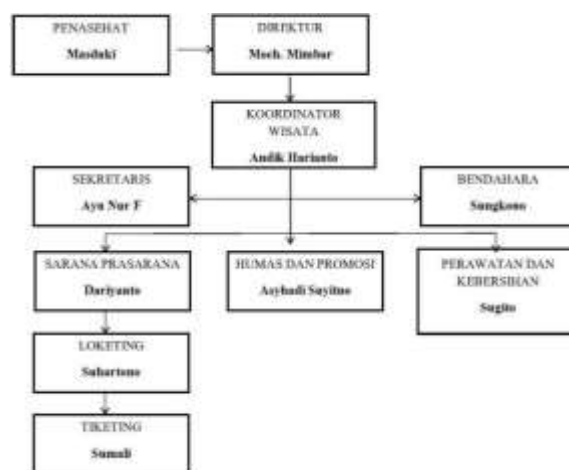 PENASEHAT
Masduki
DIREKTUR
Moch. Mimbar
KOORDINATOR
WISATA
Andik Harianto
SEKRETARIS
Ayu Nur F
BENDAHARA
Sungkono
SARANA PRASARANA
Dariyanto
HUMAS DAN PROMOSI
Asyhadi Suyitno
PERAWATAN DAN
KEBERSIHAN
Sugito
LOKETING
Suhartono
TIKETING
Sumali